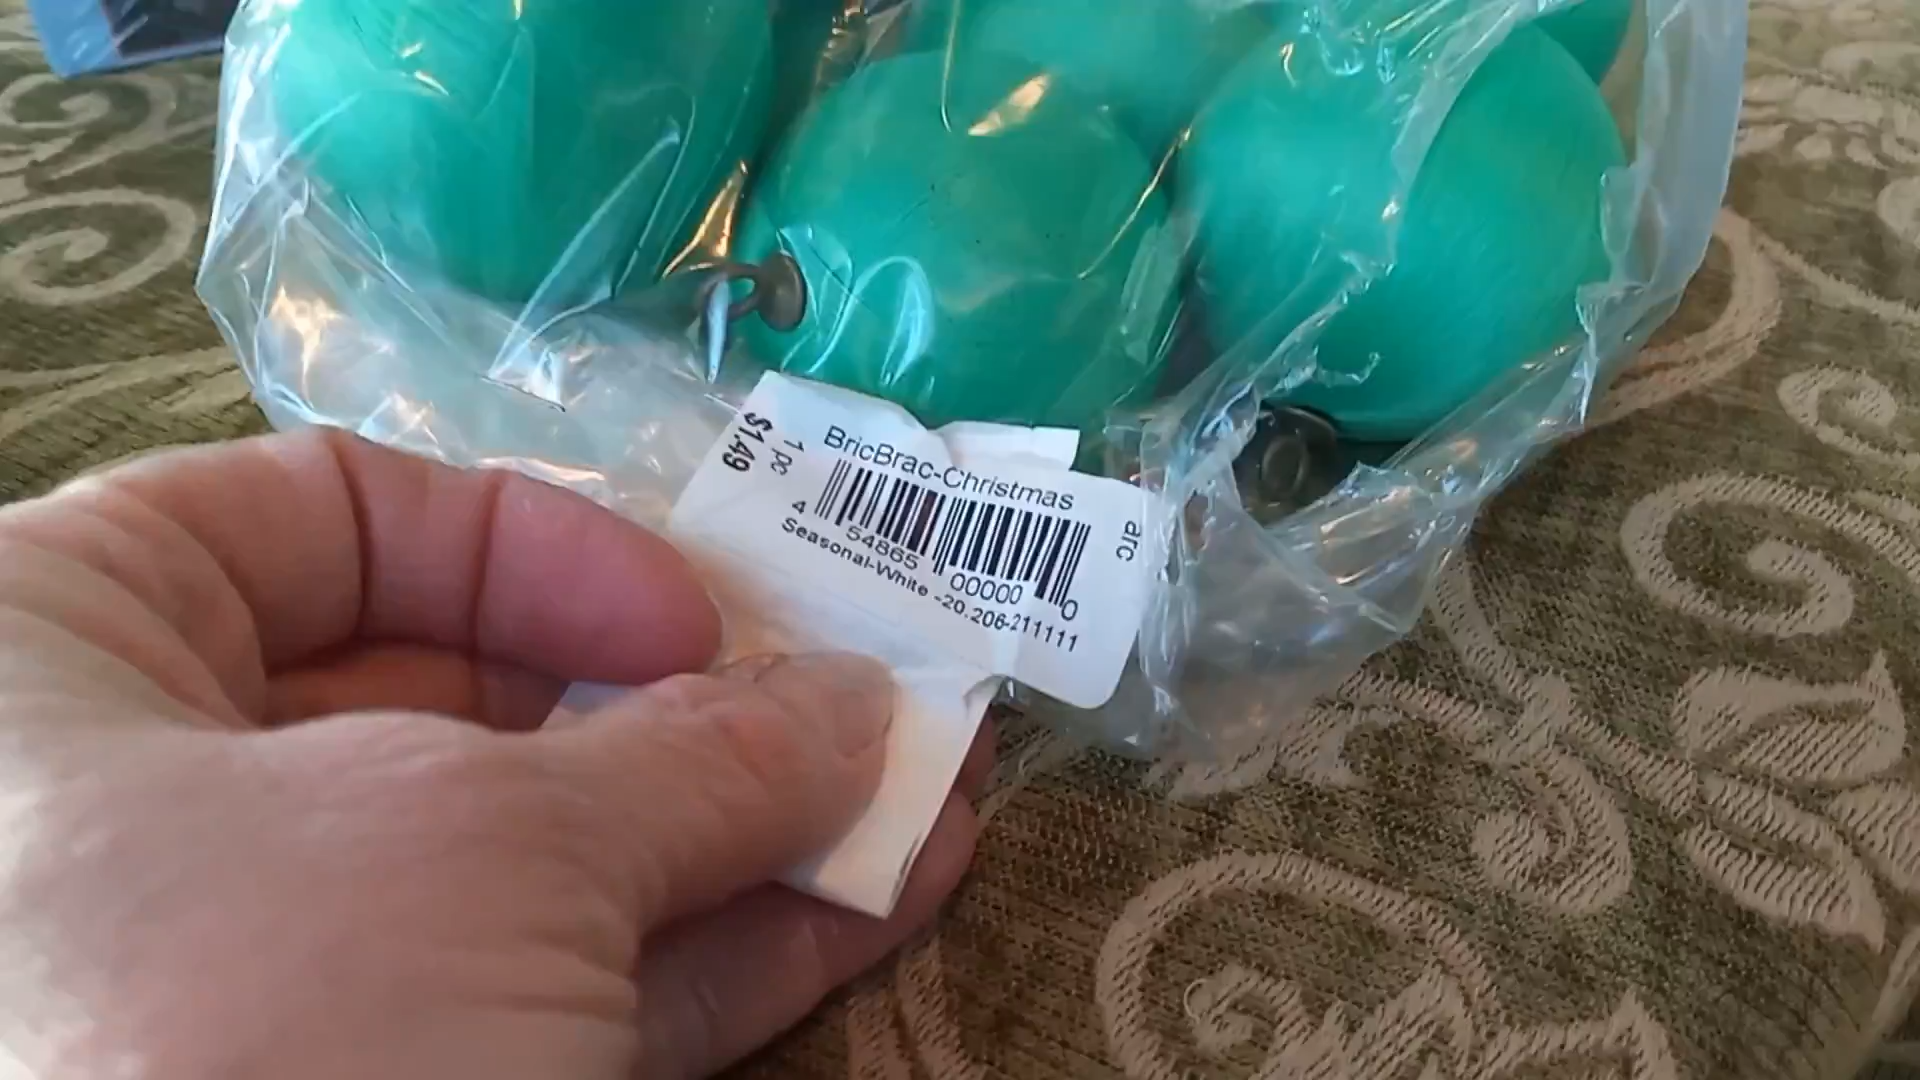 $1.49
1 pc
BricBrac-Christmas
4 54865 00000 0
Seasonal-White -20.206-211111
arc